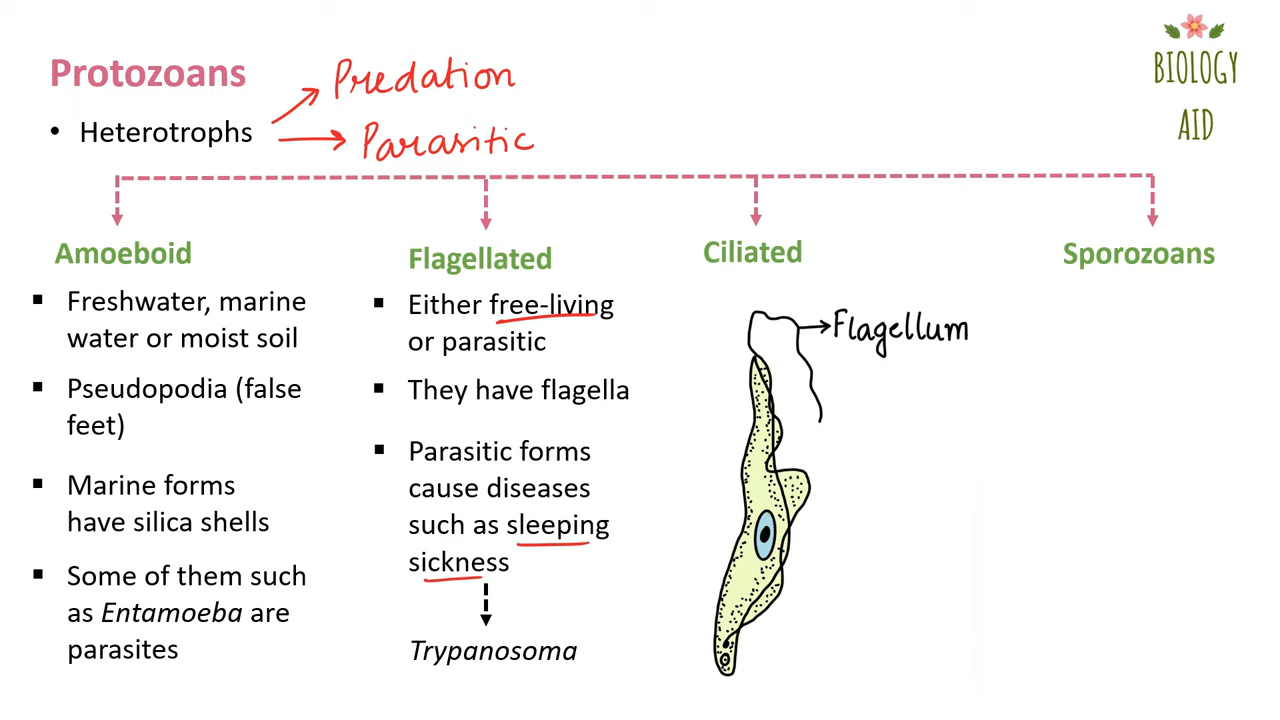 BIOLOGY
AID
Protozoans
Predation
• Heterotrophs
Parasitic
Amoeboid
▪ Freshwater, marine
water or moist soil
▪ Pseudopodia (false
feet)
▪ Marine forms
have silica shells
▪ Some of them such
as Entamoeba are
parasites
Flagellated
▪ Either free-living
or parasitic
▪ They have flagella
▪ Parasitic forms
cause diseases
such as sleeping
sickness
Trypanosoma
Ciliated
Flagellum
Sporozoans